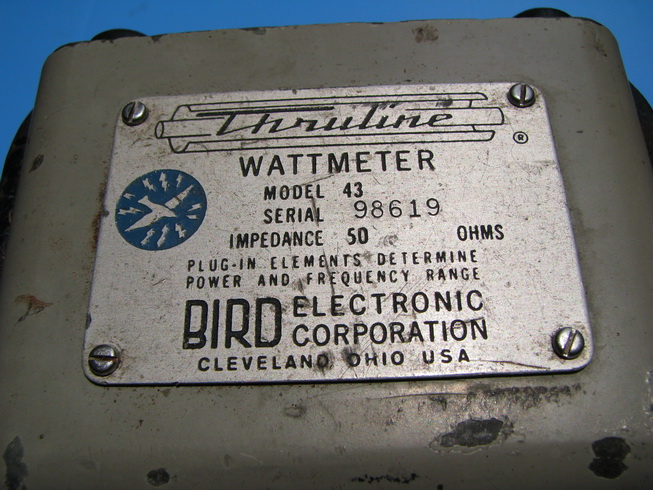 Thruline ®
WATTMETER
MODEL 43
SERIAL 98619
IMPEDANCE 50 OHMS
PLUG-IN ELEMENTS DETERMINE
POWER AND FREQUENCY RANGE
BIRD ELECTRONIC
CORPORATION
CLEVELAND, OHIO USA